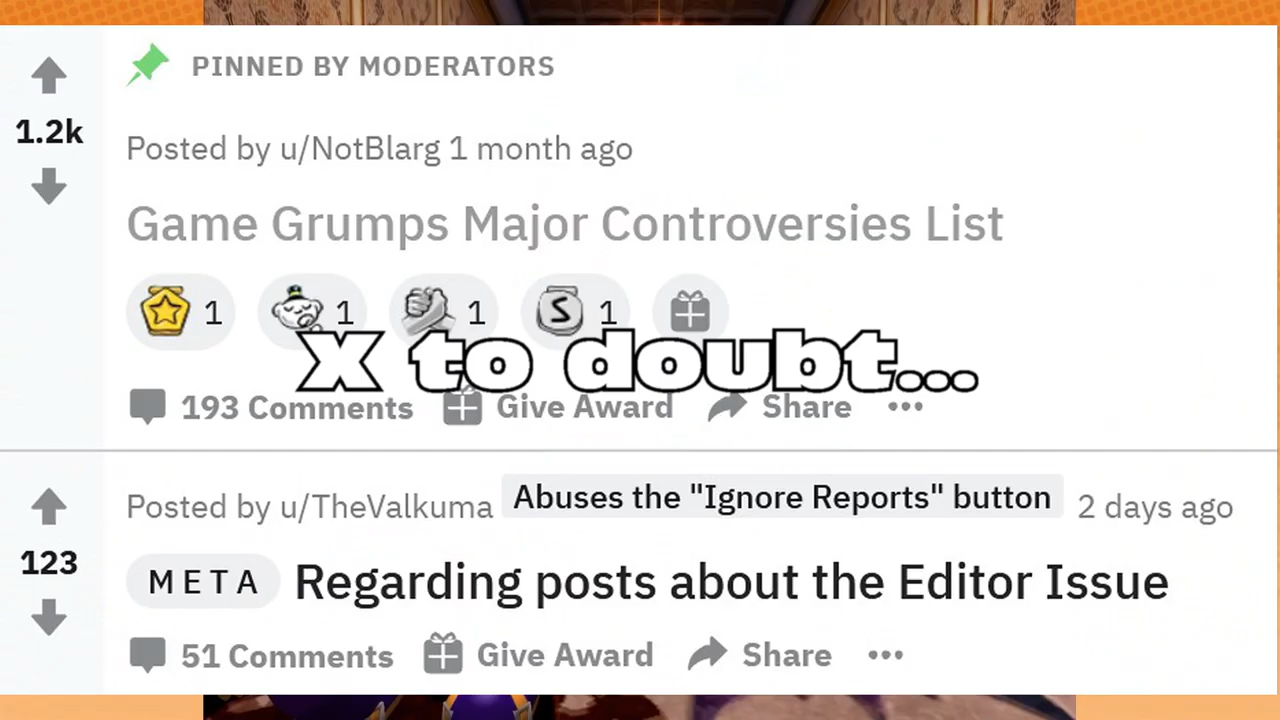 PINNED BY MODERATORS
1.2k
Posted by u/NotBlarg 1 month ago
Game Grumps Major Controversies List
1 1 1 S 1
X to doubt...
193 Comments Give Award Share •••
Posted by u/TheValkuma Abuses the "Ignore Reports" button 2 days ago
123
META Regarding posts about the Editor Issue
51 Comments Give Award Share •••